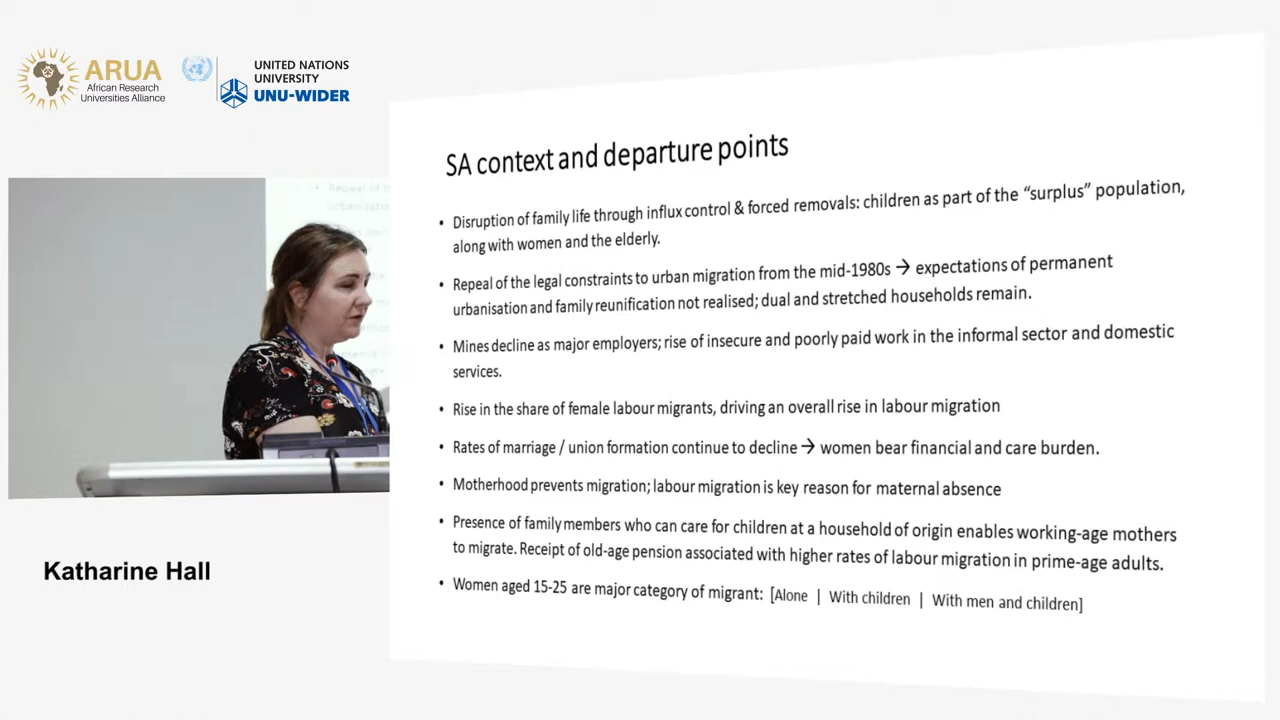 ARUA
African Research
Universities Alliance
UNITED NATIONS
UNIVERSITY
UNU-WIDER
SA context and departure points
• Disruption of family life through influx control & forced removals: children as part of the “surplus” population,
along with women and the elderly.
• Repeal of the legal constraints to urban migration from the mid-1980s → expectations of permanent
urbanisation and family reunification not realised; dual and stretched households remain.
• Mines decline as major employers; rise of insecure and poorly paid work in the informal sector and domestic
services.
• Rise in the share of female labour migrants, driving an overall rise in labour migration
• Rates of marriage / union formation continue to decline → women bear financial and care burden.
• Motherhood prevents migration; labour migration is key reason for maternal absence
• Presence of family members who can care for children at a household of origin enables working-age mothers
to migrate. Receipt of old-age pension associated with higher rates of labour migration in prime-age adults.
• Women aged 15-25 are major category of migrant: [Alone | With children | With men and children]
Repeal of
Katharine Hall